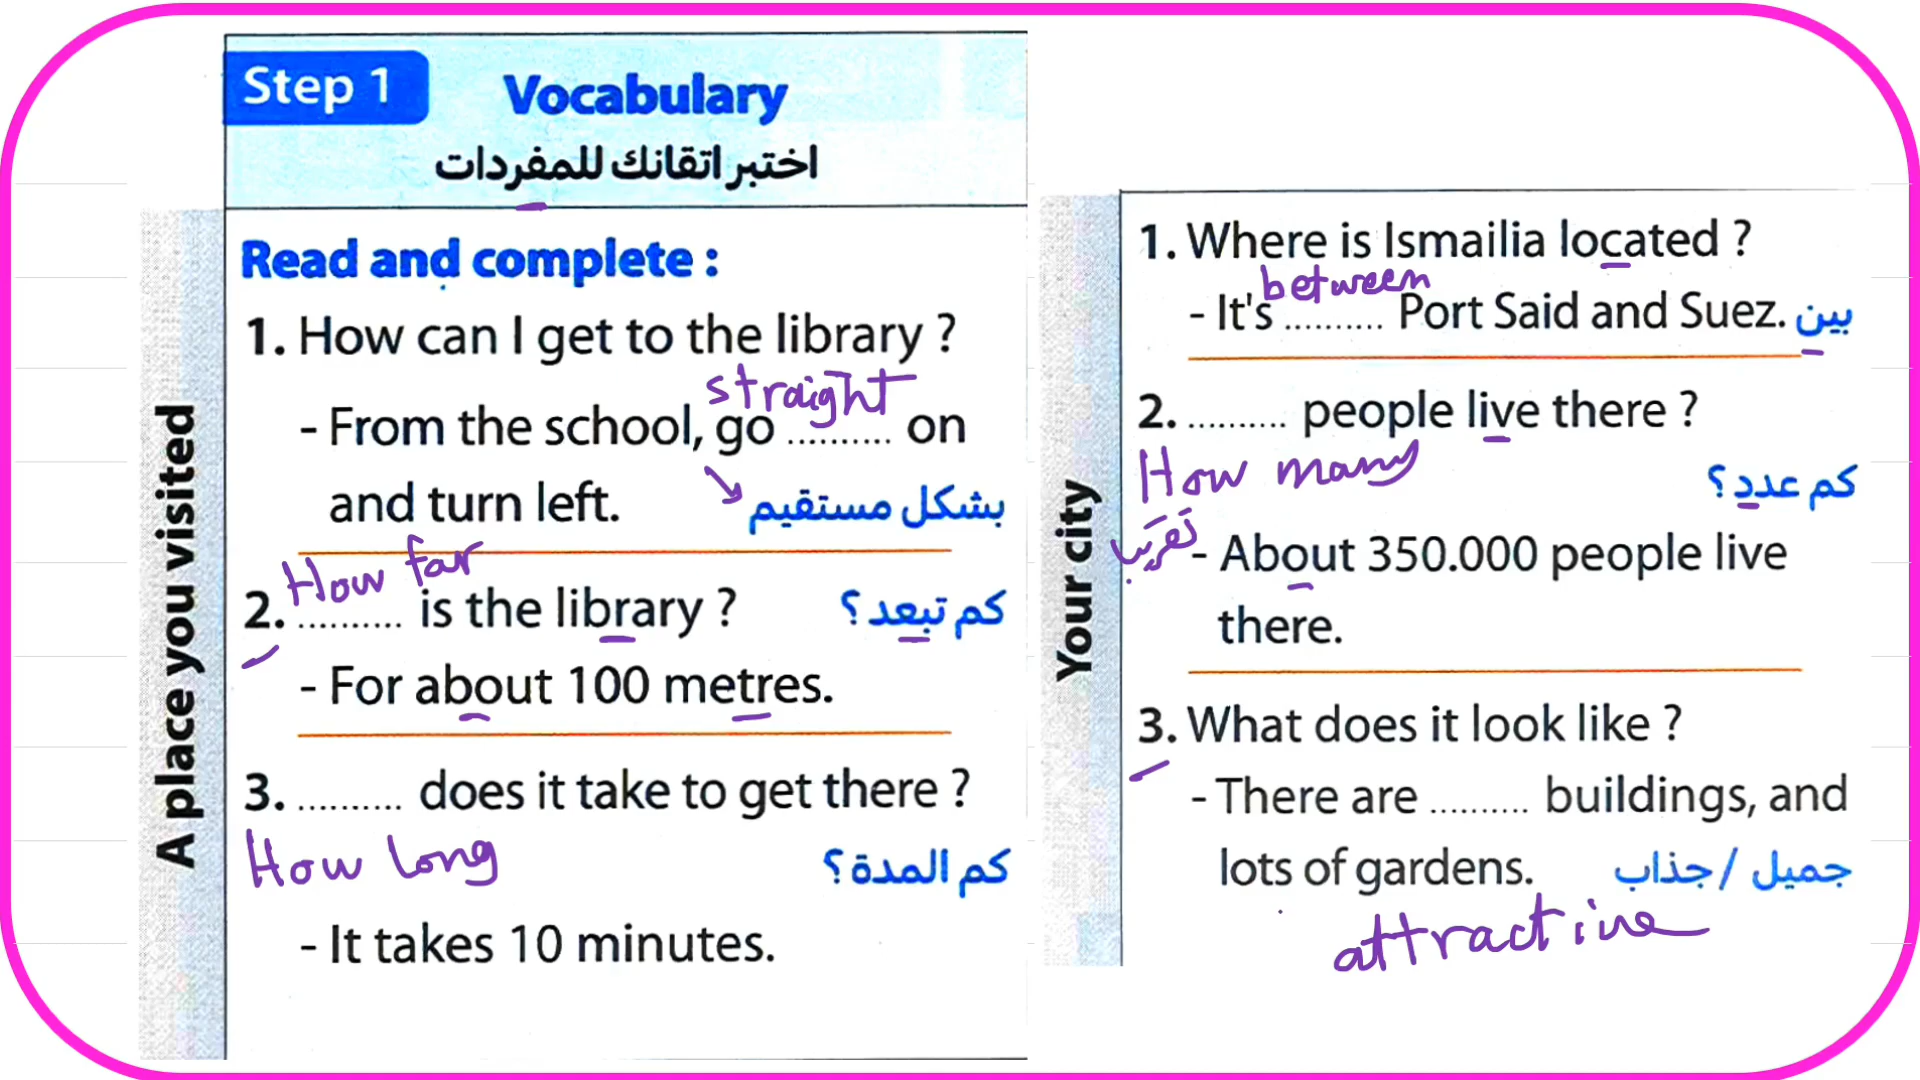 Step 1
Vocabulary
اختبر اتقانك للمفردات
A place you visited
Read and complete :
1. How can I get to the library ?
straight
- From the school, go .......... on
and turn left.
بشكل مستقيم
How far
2. .......... is the library ?
كم تبعد ؟
- For about 100 metres.
3. .......... does it take to get there ?
How long
كم المدة ؟
- It takes 10 minutes.
Your city
1. Where is Ismailia located ?
between
- It's .......... Port Said and Suez.
بين
2. .......... people live there ?
How many
كم عدد ؟
- About 350.000 people live
there.
3. What does it look like ?
- There are .......... buildings, and
lots of gardens.
جميل / جذاب
attractive